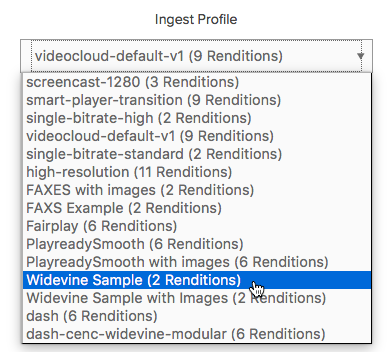 Ingest Profile
videocloud-default-v1 (9 Renditions)
screencast-1280 (3 Renditions)
smart-player-transition (9 Renditions)
single-bitrate-high (2 Renditions)
videocloud-default-v1 (9 Renditions)
single-bitrate-standard (2 Renditions)
high-resolution (11 Renditions)
FAXES with images (2 Renditions)
FAXS Example (2 Renditions)
Fairplay (6 Renditions)
PlayreadySmooth (6 Renditions)
PlayreadySmooth with images (6 Renditions)
Widevine Sample (2 Renditions)
Widevine Sample with Images (2 Renditions)
dash (6 Renditions)
dash-cenc-widevine-modular (6 Renditions)